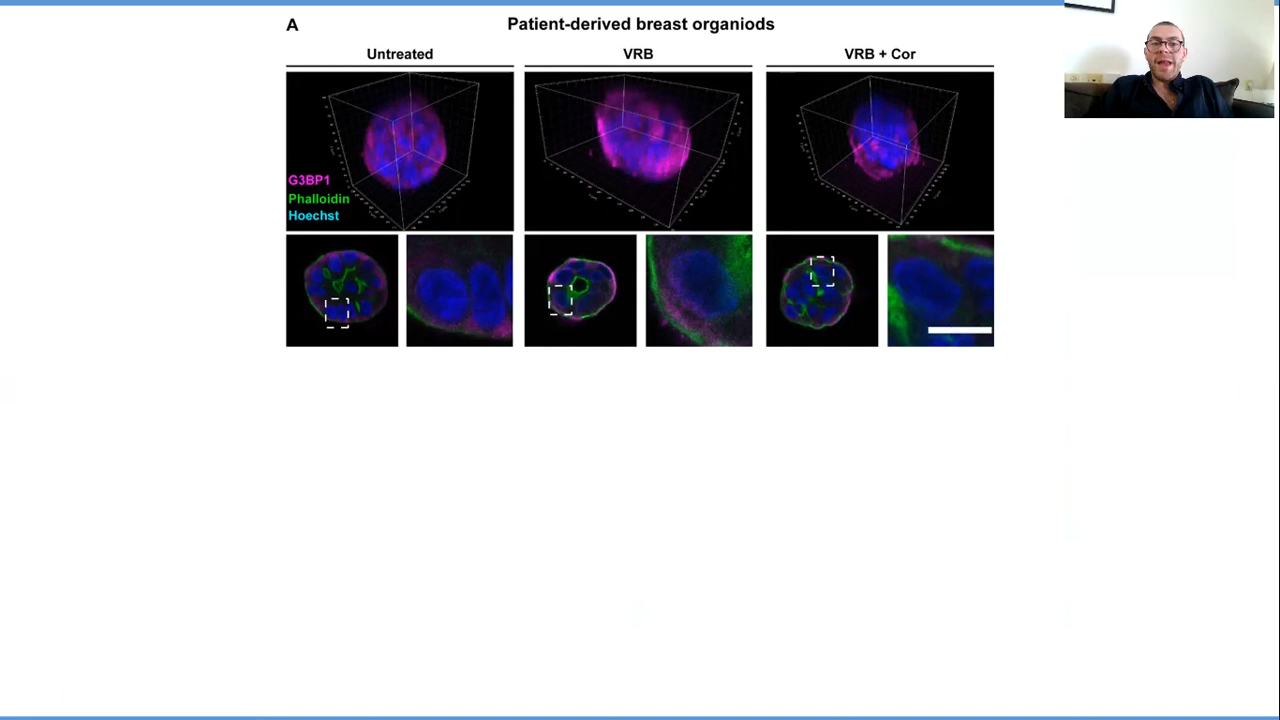 A
Patient-derived breast organiods
Untreated
VRB
VRB + Cor
G3BP1
Phalloidin
Hoechst